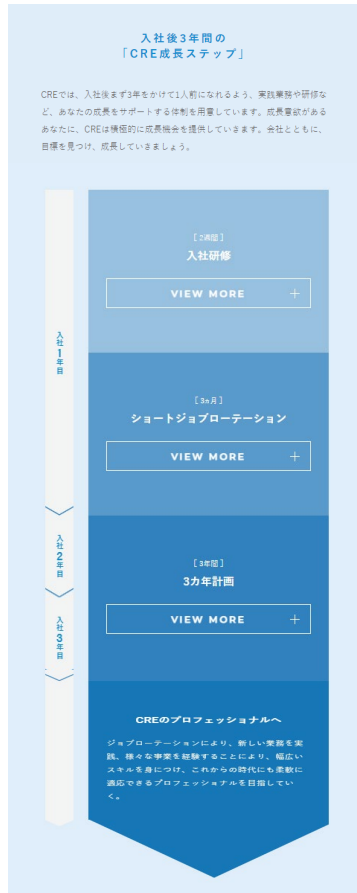 入社後3年間の
「CRE成長ステップ」
CREでは、入社後まず3年をかけて1人前になれるよう、実践業務や研修な
ど、あなたの成長をサポートする体制を用意しています。成長意欲がある
あなたに、CREは積極的に成長機会を提供していきます。会社とともに、
目標を見つけ、成長していきましょう。
入社1年目
[2週間]
入社研修
VIEW MORE +
[3ヵ月]
ショートジョブローテーション
VIEW MORE +
入社2年目
[3年間]
3カ年計画
VIEW MORE +
入社3年目
CREのプロフェッショナルへ
ジョブローテーションにより、新しい業務を実
践、様々な事業を経験することにより、幅広い
スキルを身につけ、これからの時代にも柔軟に
適応できるプロフェッショナルを目指してい
く。